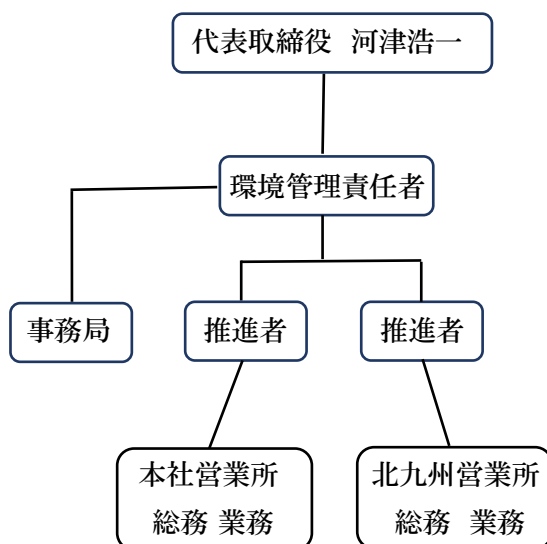 代表取締役 河津浩一
環境管理責任者
事務局
推進者
推進者
本社営業所
総務 業務
北九州営業所
総務 業務